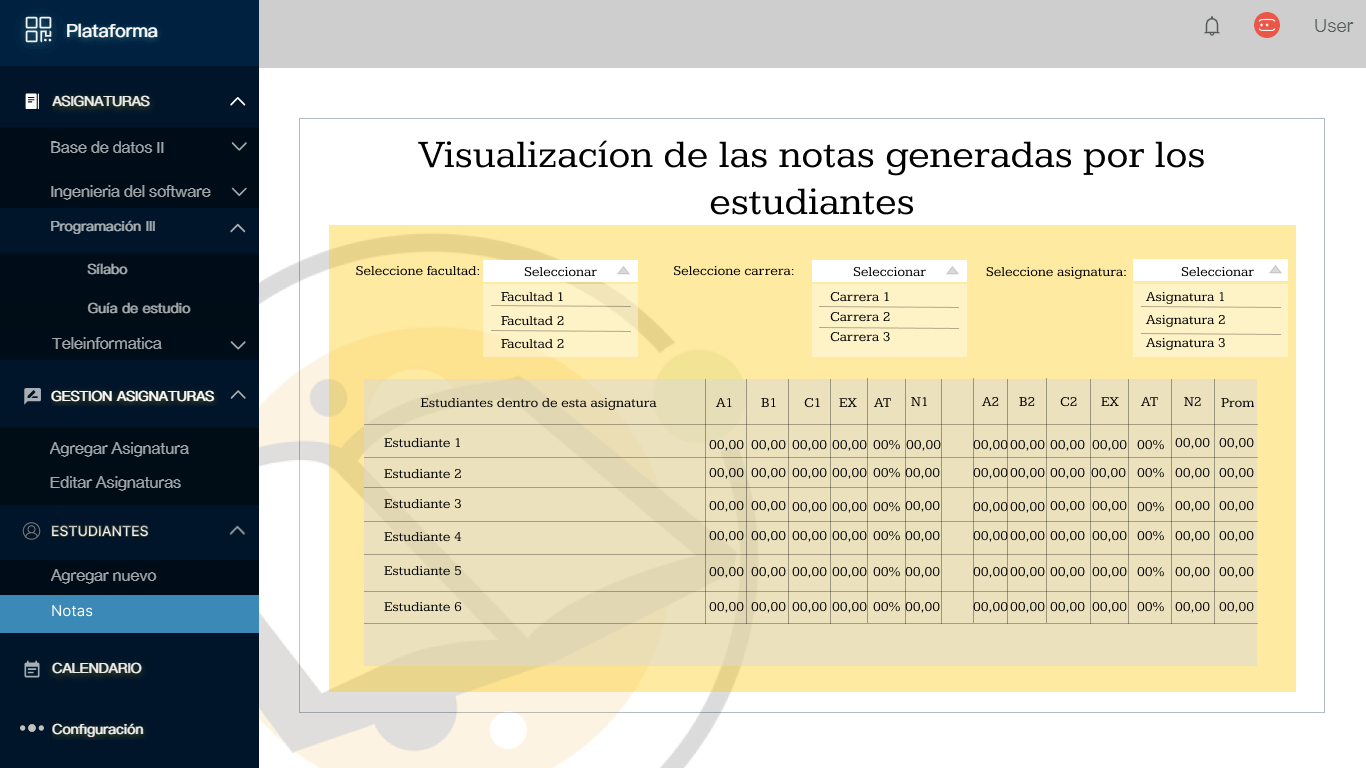 Plataforma
User
ASIGNATURAS
Base de datos II
Ingenieria del software
Programación III
Sílabo
Guía de estudio
Teleinformatica
GESTION ASIGNATURAS
Agregar Asignatura
Editar Asignaturas
ESTUDIANTES
Agregar nuevo
Notas
CALENDARIO
Configuración
Visualizacíon de las notas generadas por los
estudiantes
Seleccione facultad: Seleccionar Seleccione carrera: Seleccionar Seleccione asignatura: Seleccionar
Facultad 1 Carrera 1 Asignatura 1
Facultad 2 Carrera 2 Asignatura 2
Facultad 2 Carrera 3 Asignatura 3
Estudiantes dentro de esta asignatura A1 B1 C1 EX AT N1 A2 B2 C2 EX AT N2 Prom
Estudiante 1 00,00 00,00 00,00 00,00 00% 00,00 00,00 00,00 00,00 00,00 00% 00,00 00,00
Estudiante 2 00,00 00,00 00,00 00,00 00% 00,00 00,00 00,00 00,00 00,00 00% 00,00 00,00
Estudiante 3 00,00 00,00 00,00 00,00 00% 00,00 00,00 00,00 00,00 00,00 00% 00,00 00,00
Estudiante 4 00,00 00,00 00,00 00,00 00% 00,00 00,00 00,00 00,00 00,00 00% 00,00 00,00
Estudiante 5 00,00 00,00 00,00 00,00 00% 00,00 00,00 00,00 00,00 00,00 00% 00,00 00,00
Estudiante 6 00,00 00,00 00,00 00,00 00% 00,00 00,00 00,00 00,00 00,00 00% 00,00 00,00